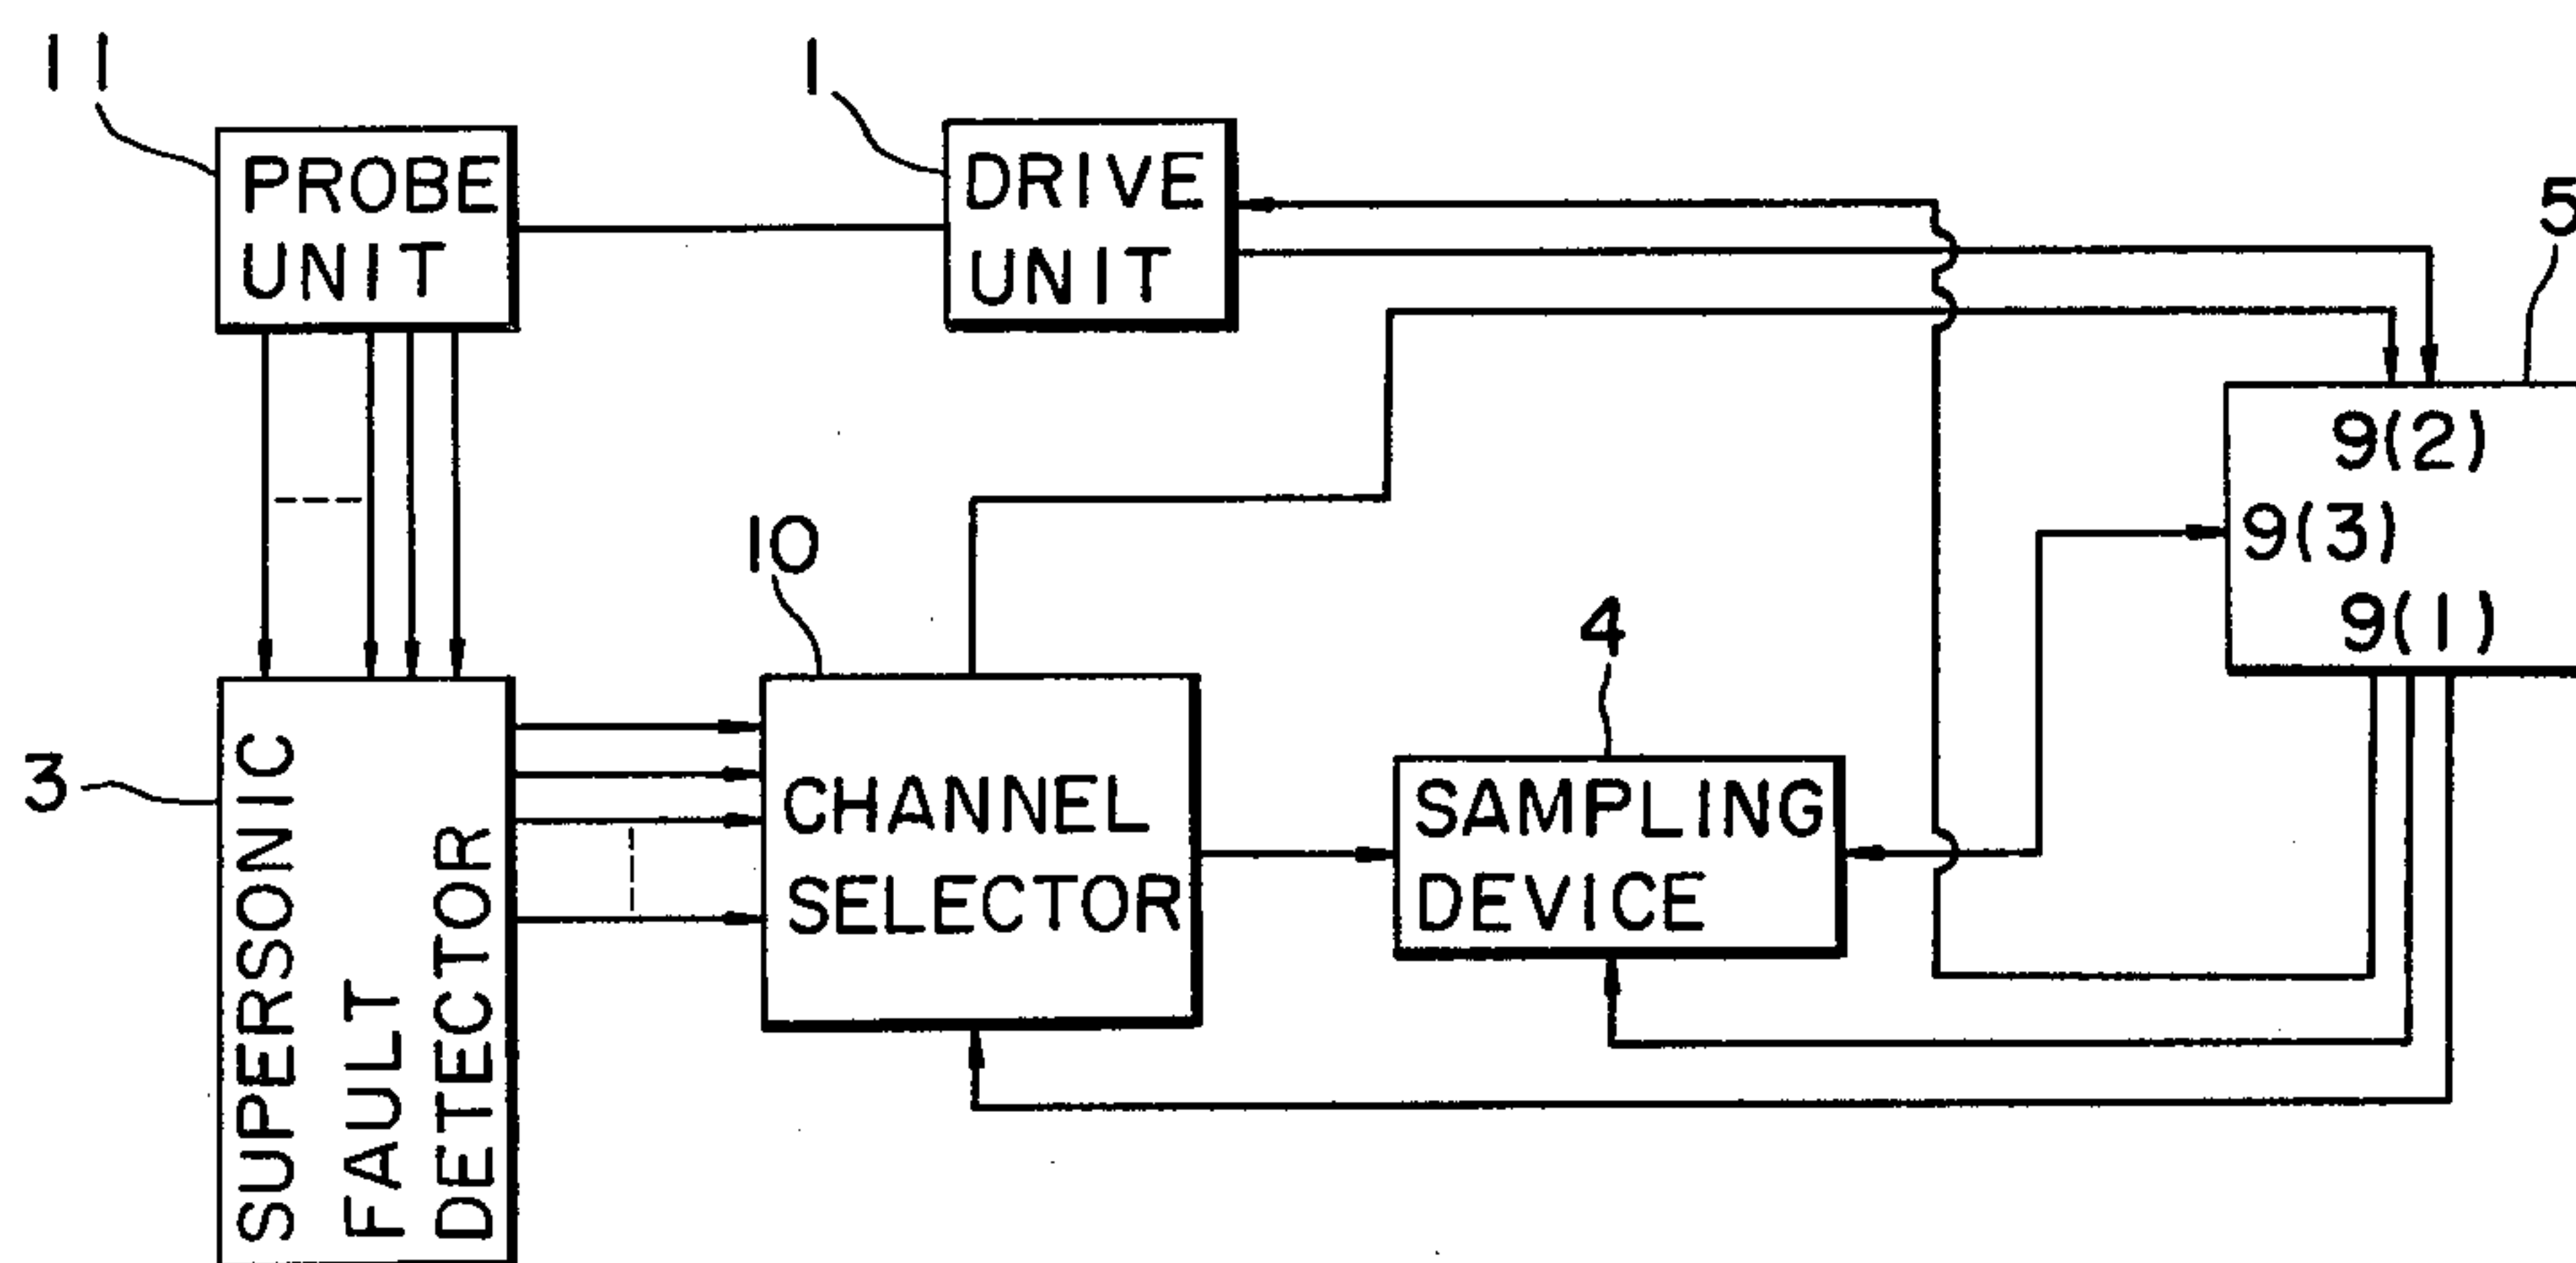 11
PROBE
UNIT
1
DRIVE
UNIT
5
9(2)
9(3)
9(1)
10
CHANNEL
SELECTOR
4
SAMPLING
DEVICE
3
SUPERSONIC
FAULT
DETECTOR